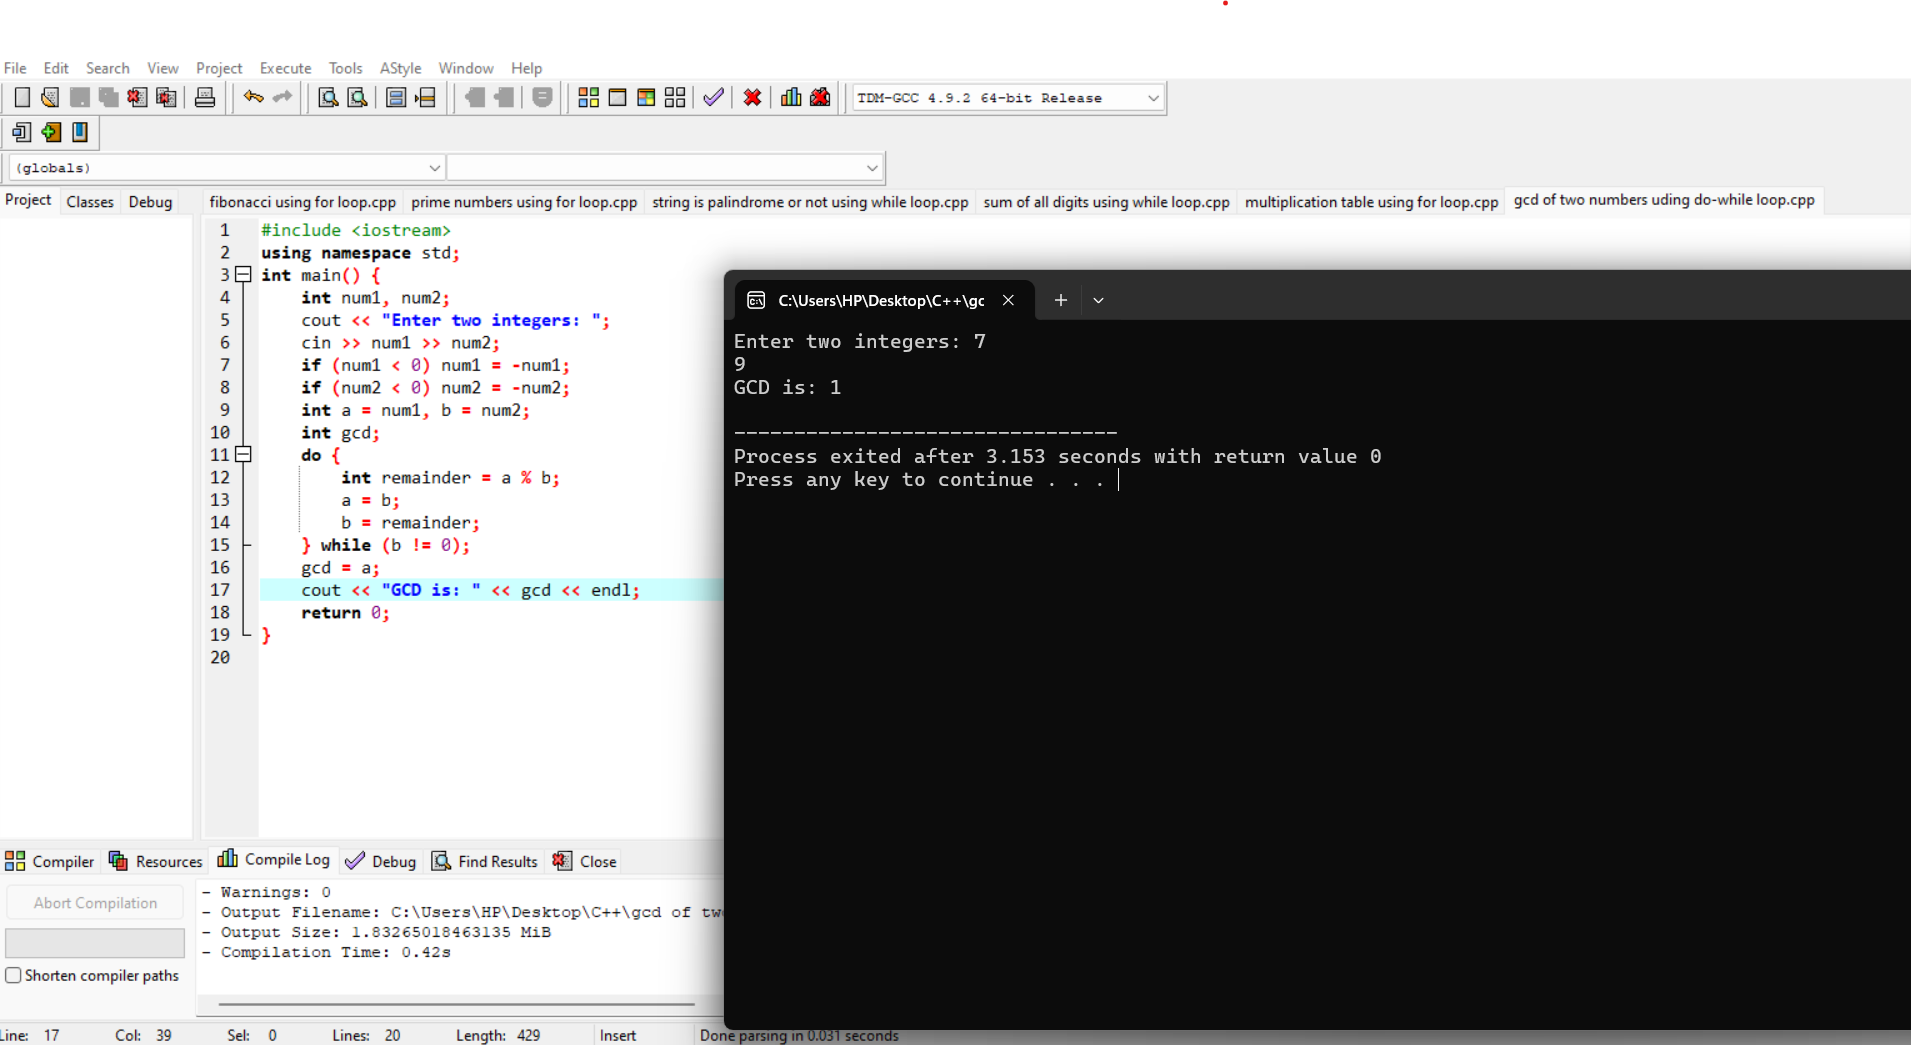 File Edit Search View Project Execute Tools AStyle Window Help
TDM-GCC 4.9.2 64-bit Release
(globals)
Project Classes Debug
fibonacci using for loop.cpp prime numbers using for loop.cpp string is palindrome or not using while loop.cpp sum of all digits using while loop.cpp multiplication table using for loop.cpp gcd of two numbers uding do-while loop.cpp
1 #include <iostream>
2 using namespace std;
3 int main() {
4 int num1, num2;
5 cout << "Enter two integers: ";
6 cin >> num1 >> num2;
7 if (num1 < 0) num1 = -num1;
8 if (num2 < 0) num2 = -num2;
9 int a = num1, b = num2;
10 int gcd;
11 do {
12 int remainder = a % b;
13 a = b;
14 b = remainder;
15 } while (b != 0);
16 gcd = a;
17 cout << "GCD is: " << gcd << endl;
18 return 0;
19 }
20
C:\Users\HP\Desktop\C++\gc
Enter two integers: 7
9
GCD is: 1
--------------------------------
Process exited after 3.153 seconds with return value 0
Press any key to continue . . .
Compiler Resources Compile Log Debug Find Results Close
Abort Compilation
Shorten compiler paths
- Warnings: 0
- Output Filename: C:\Users\HP\Desktop\C++\gcd of tw
- Output Size: 1.83265018463135 MiB
- Compilation Time: 0.42s
Line: 17 Col: 39 Sel: 0 Lines: 20 Length: 429 Insert Done parsing in 0.031 seconds